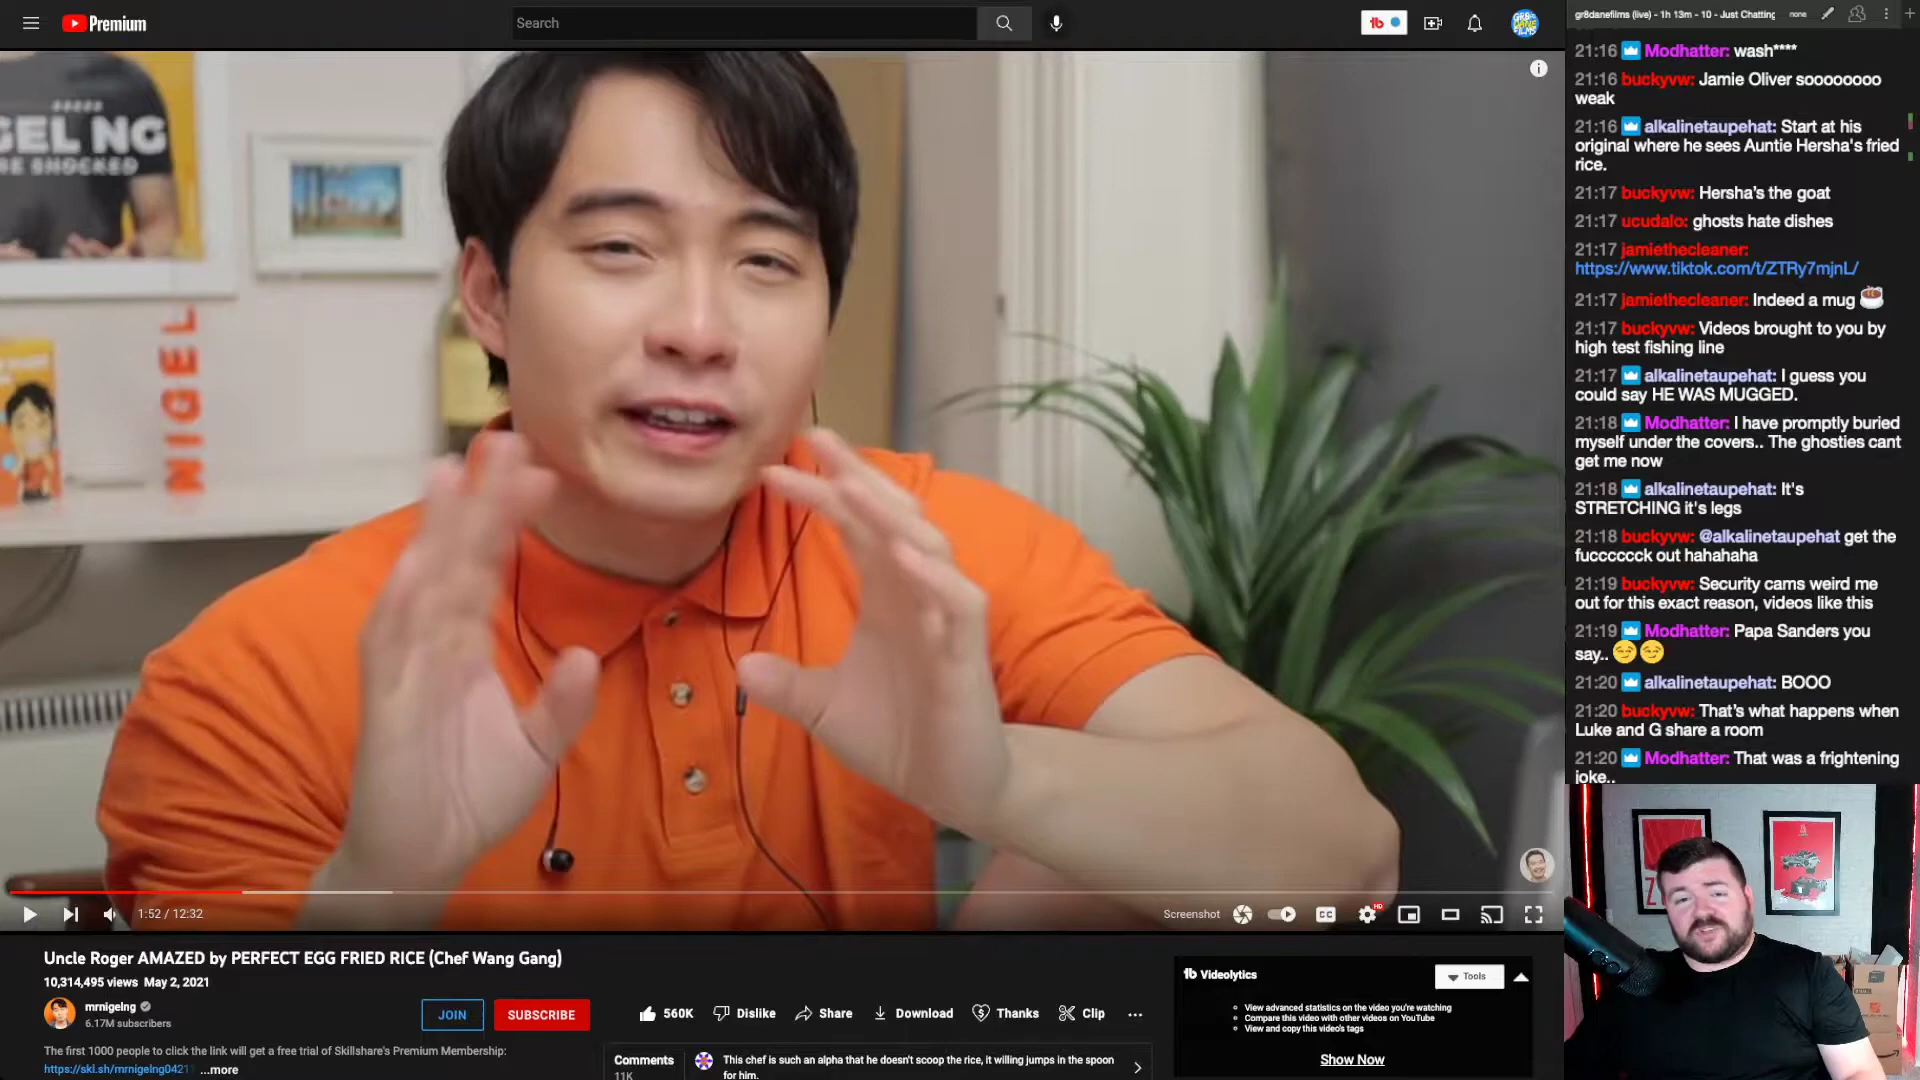 Premium
Search
GEL NG
BE SHOCKED
NIGEL
1:52 / 12:32
Screenshot
CC
HD
Uncle Roger AMAZED by PERFECT EGG FRIED RICE (Chef Wang Gang)
10,314,495 views May 2, 2021
mrnigelng
6.17M subscribers
JOIN
SUBSCRIBE
560K
Dislike
Share
Download
Thanks
Clip
The first 1000 people to click the link will get a free trial of Skillshare's Premium Membership:
https://skl.sh/mrnigelng0421
...more
Comments
11K
This chef is such an alpha that he doesn't scoop the rice, it willing jumps in the spoon
for him.
tb Videolytics
Tools
View advanced statistics on the video you're watching
Compare this video with other videos on YouTube
View and copy this video's tags
Show Now
gr8danefilms (live) - 1h 13m - 10 - Just Chatting
none
21:16 Modhatter: wash****
21:16 buckyvw: Jamie Oliver soooooooo
weak
21:16 alkalinetaupehat: Start at his
original where he sees Auntie Hersha's fried
rice.
21:17 buckyvw: Hersha's the goat
21:17 ucudalo: ghosts hate dishes
21:17 jamiethecleaner:
https://www.tiktok.com/t/ZTRy7mjnL/
21:17 jamiethecleaner: Indeed a mug
21:17 buckyvw: Videos brought to you by
high test fishing line
21:17 alkalinetaupehat: I guess you
could say HE WAS MUGGED.
21:18 Modhatter: I have promptly buried
myself under the covers.. The ghosties cant
get me now
21:18 alkalinetaupehat: It's
STRETCHING it's legs
21:18 buckyvw: @alkalinetaupehat get the
fucccccck out hahahaha
21:19 buckyvw: Security cams weird me
out for this exact reason, videos like this
21:19 Modhatter: Papa Sanders you
say..
21:20 alkalinetaupehat: BOOO
21:20 buckyvw: That's what happens when
Luke and G share a room
21:20 Modhatter: That was a frightening
joke..